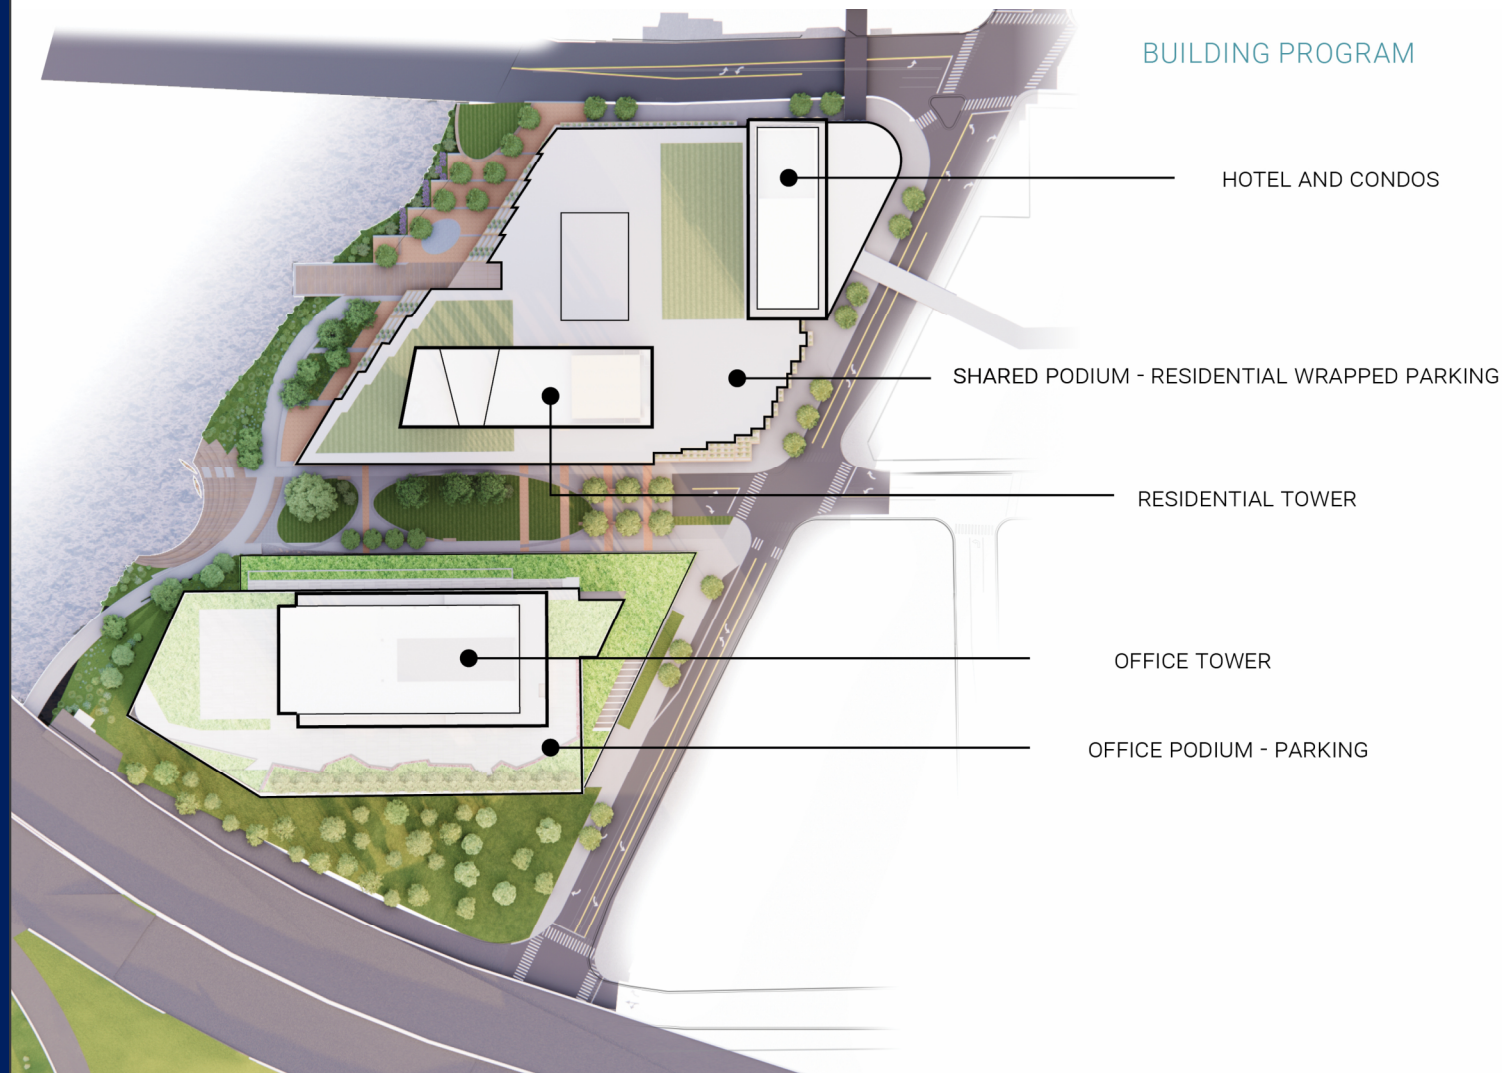 BUILDING PROGRAM
HOTEL AND CONDOS
SHARED PODIUM - RESIDENTIAL WRAPPED PARKING
RESIDENTIAL TOWER
OFFICE TOWER
OFFICE PODIUM - PARKING